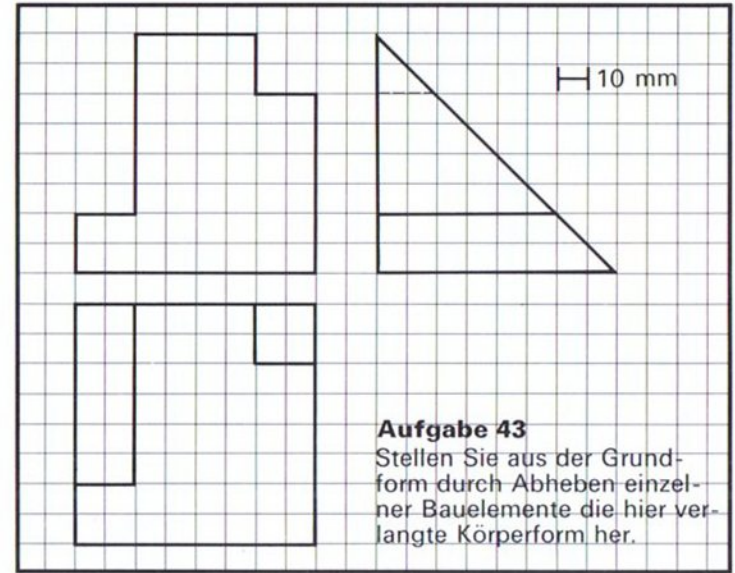 10 mm
Aufgabe 43
Stellen Sie aus der Grund-
form durch Abheben einzel-
ner Bauelemente die hier ver-
langte Körperform her.